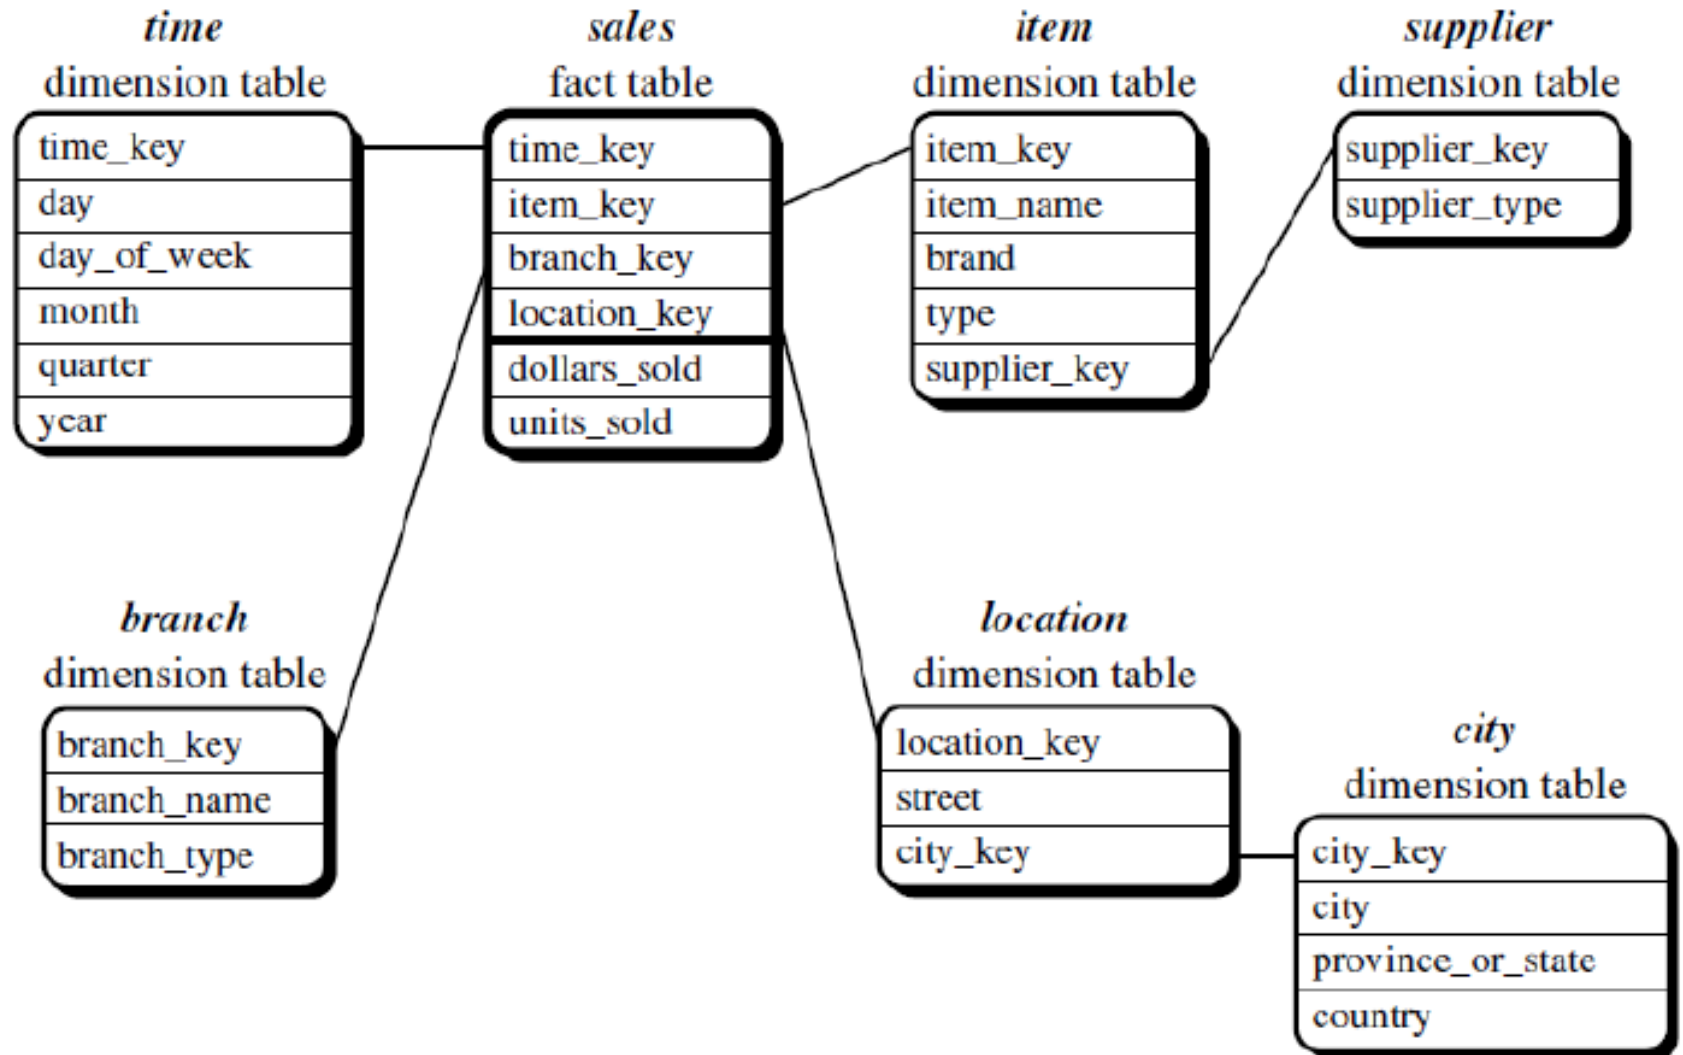 time
dimension table
time_key
day
day_of_week
month
quarter
year
sales
fact table
time_key
item_key
branch_key
location_key
dollars_sold
units_sold
item
dimension table
item_key
item_name
brand
type
supplier_key
supplier
dimension table
supplier_key
supplier_type
branch
dimension table
branch_key
branch_name
branch_type
location
dimension table
location_key
street
city_key
city
dimension table
city_key
city
province_or_state
country